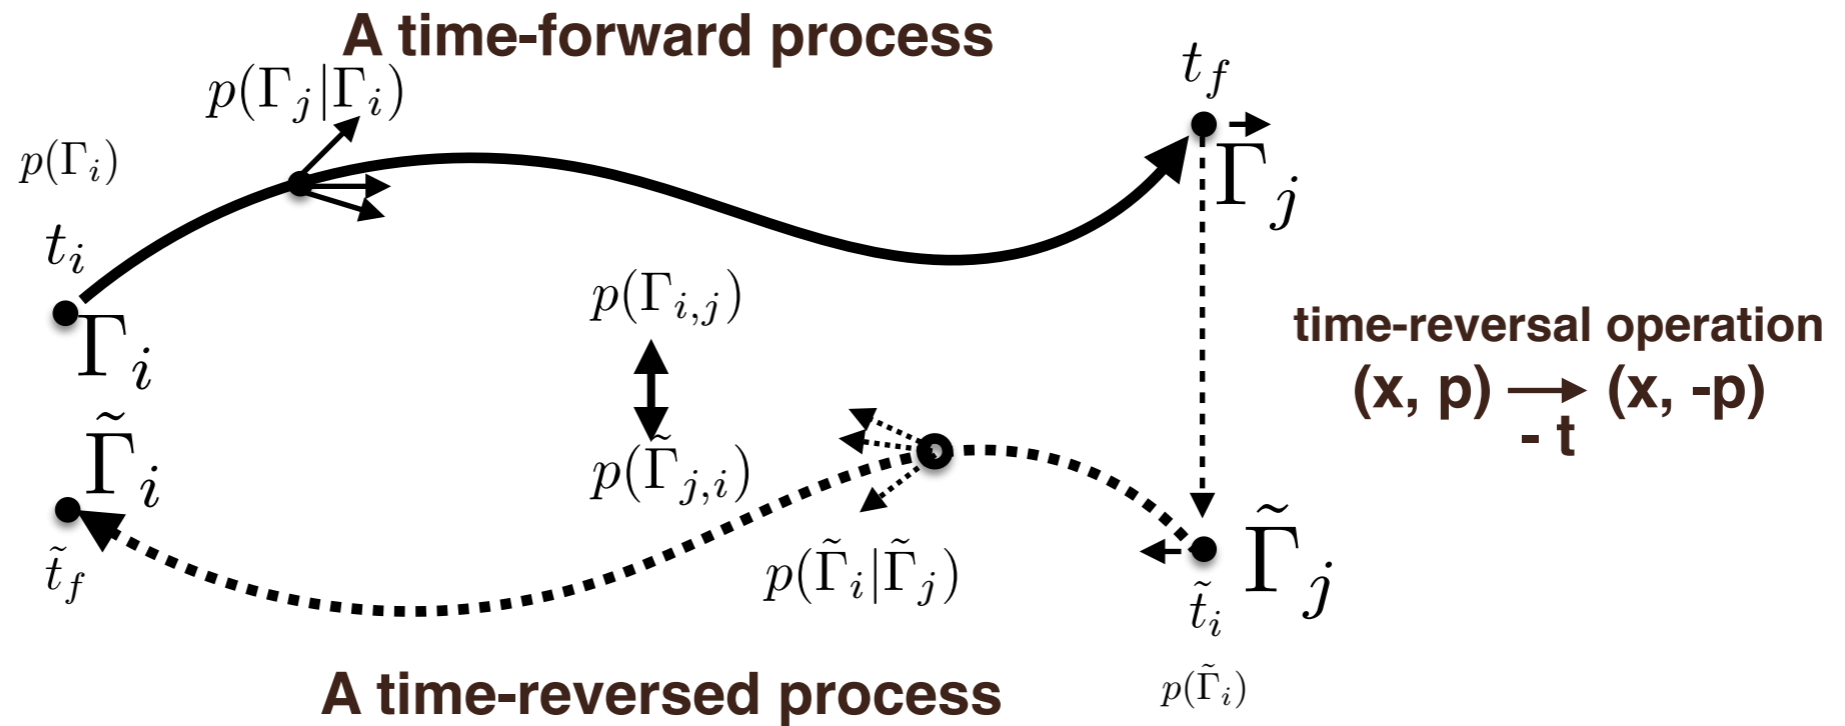 A time-forward process
p(Γ_j|Γ_i)
t_f
p(Γ_i)
Γ_j
t_i
Γ_i
p(Γ_{i,j})
time-reversal operation
(x, p) → (x, -p)
- t
Γ̃_i
p(Γ̃_{j,i})
t̃_f
p(Γ̃_i|Γ̃_j)
Γ̃_j
t̃_i
A time-reversed process
p(Γ̃_i)